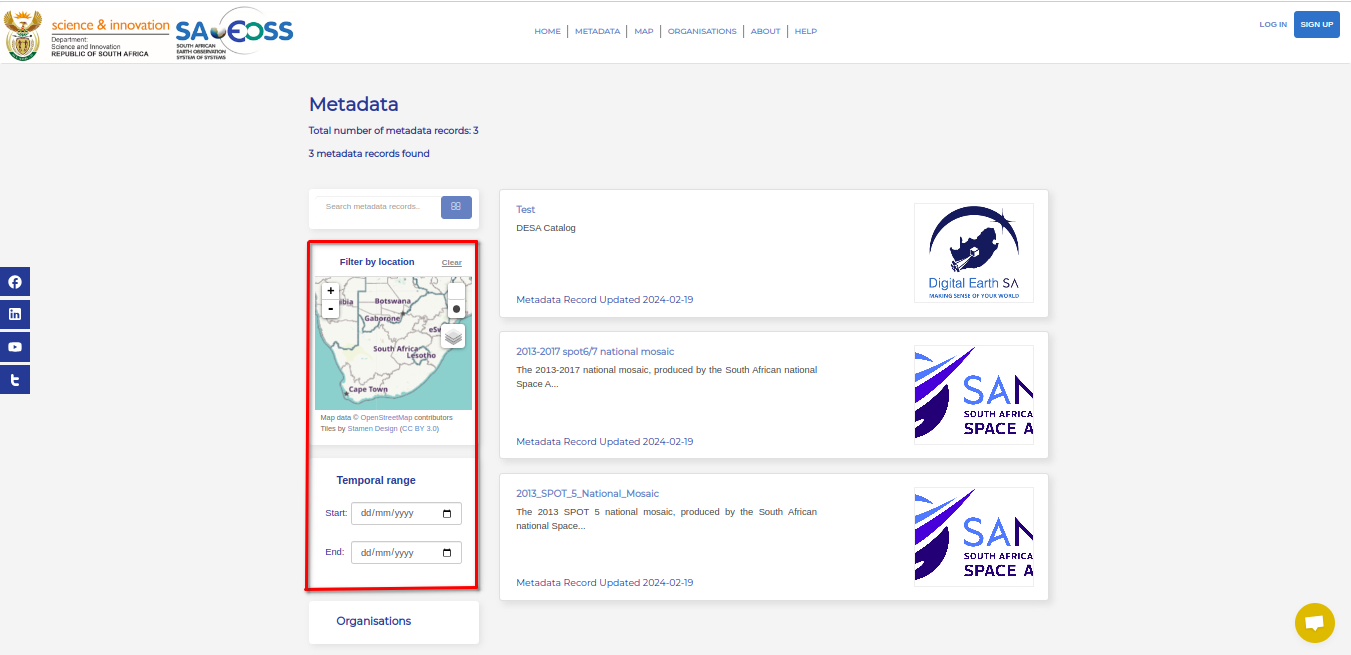 science & innovation
Department:
Science and Innovation
REPUBLIC OF SOUTH AFRICA
SAEOSS
SOUTH AFRICAN
EARTH OBSERVATION
SYSTEM OF SYSTEMS
HOME
METADATA
MAP
ORGANISATIONS
ABOUT
HELP
LOG IN
SIGN UP
Metadata
Total number of metadata records: 3
3 metadata records found
Search metadata records..
Filter by location
Clear
+
-
ibia
Botswana
Gaborone
eSw
South Africa
Lesotho
Cape Town
Map data © OpenStreetMap contributors
Tiles by Stamen Design (CC BY 3.0)
Temporal range
Start: dd/mm/yyyy
End: dd/mm/yyyy
Organisations
Test
DESA Catalog
Metadata Record Updated 2024-02-19
Digital Earth SA
MAKING SENSE OF YOUR WORLD
2013-2017 spot6/7 national mosaic
The 2013-2017 national mosaic, produced by the South African national
Space A...
Metadata Record Updated 2024-02-19
SAN
SOUTH AFRICA
SPACE A
2013_SPOT_5_National_Mosaic
The 2013 SPOT 5 national mosaic, produced by the South African
national Space...
Metadata Record Updated 2024-02-19
SAN
SOUTH AFRICA
SPACE A